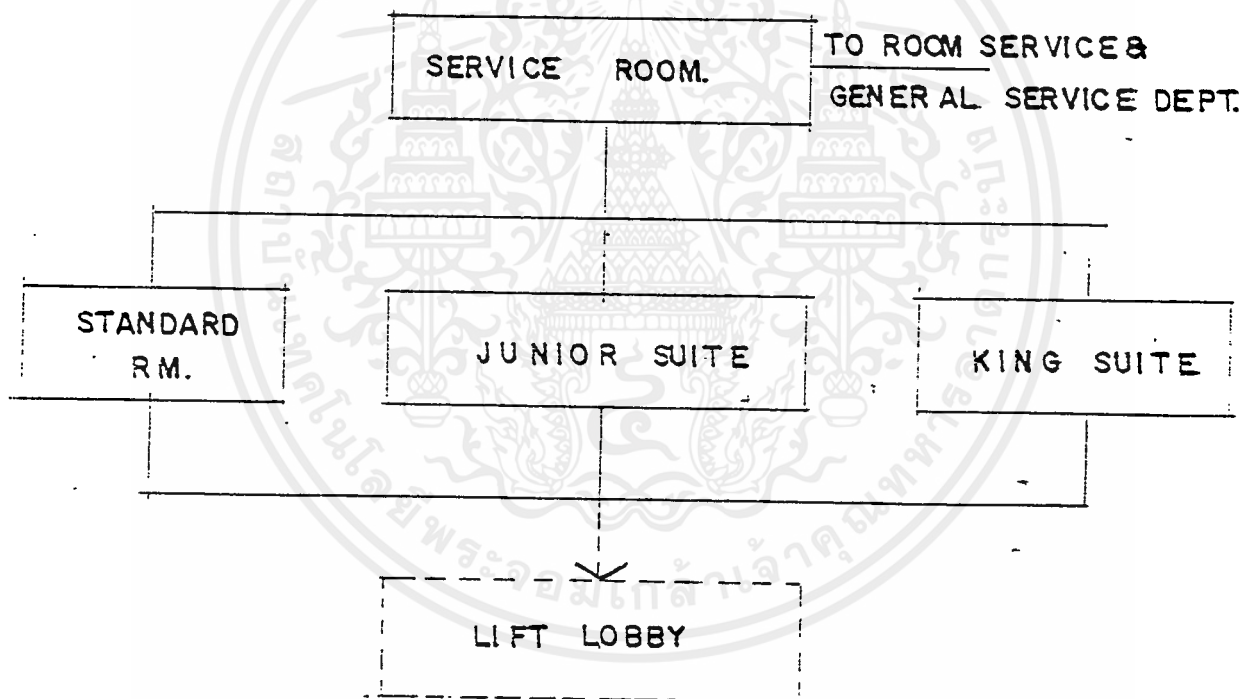 SERVICE ROOM.
TO ROOM SERVICE &
GENERAL SERVICE DEPT.
STANDARD
RM.
JUNIOR SUITE
KING SUITE
LIFT LOBBY